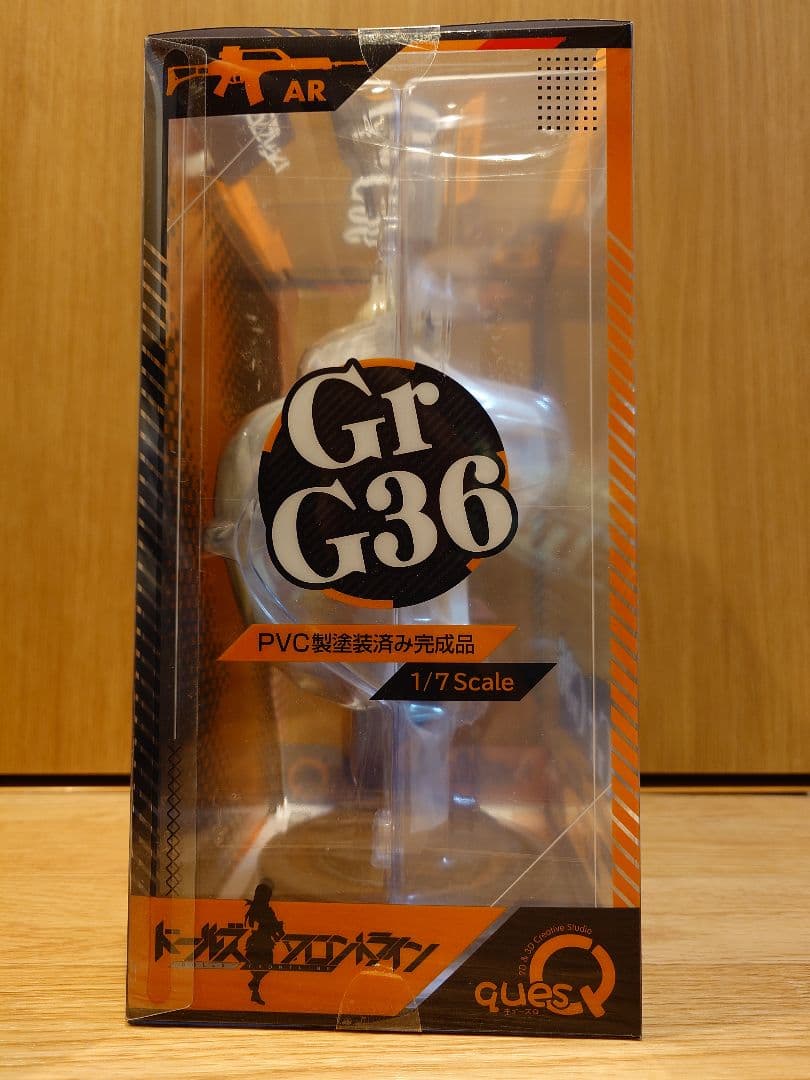 AR
Gr
G36
PVC製塗装済み完成品
1/7 Scale
ドールズフロントライン
2D & 3D Creative Studio
quesQ
キューズQ